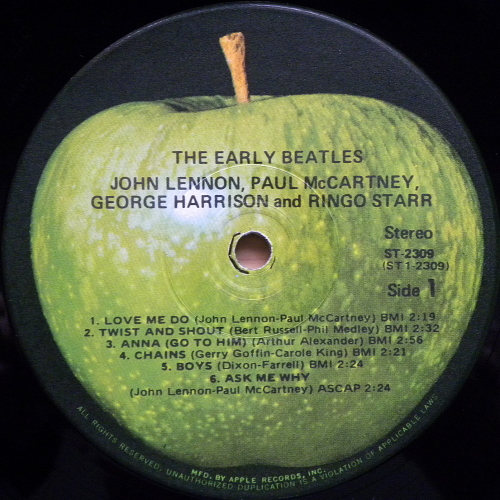 THE EARLY BEATLES
JOHN LENNON, PAUL McCARTNEY,
GEORGE HARRISON and RINGO STARR
Stereo
ST-2309
(ST 1-2309)
Side 1
1. LOVE ME DO (John Lennon-Paul McCartney) BMI 2:19
2. TWIST AND SHOUT (Bert Russell-Phil Medley) BMI 2:32
3. ANNA (GO TO HIM) (Arthur Alexander) BMI 2:56
4. CHAINS (Gerry Goffin-Carole King) BMI 2:21
5. BOYS (Dixon-Farrell) BMI 2:24
6. ASK ME WHY
(John Lennon-Paul McCartney) ASCAP 2:24
MFD. BY APPLE RECORDS, INC.
ALL RIGHTS RESERVED. UNAUTHORIZED DUPLICATION IS A VIOLATION OF APPLICABLE LAWS